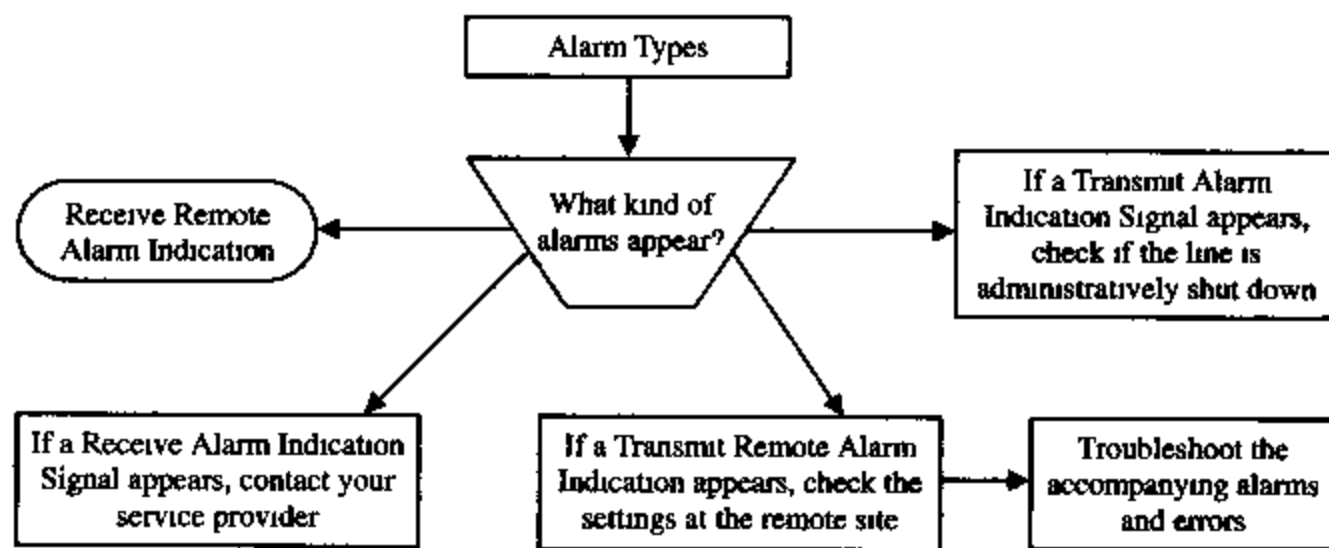 Alarm Types
What kind of
alarms appear?
Receive Remote
Alarm Indication
If a Transmit Alarm
Indication Signal appears,
check if the line is
administratively shut down
If a Receive Alarm Indication
Signal appears, contact your
service provider
If a Transmit Remote Alarm
Indication appears, check the
settings at the remote site
Troubleshoot the
accompanying alarms
and errors